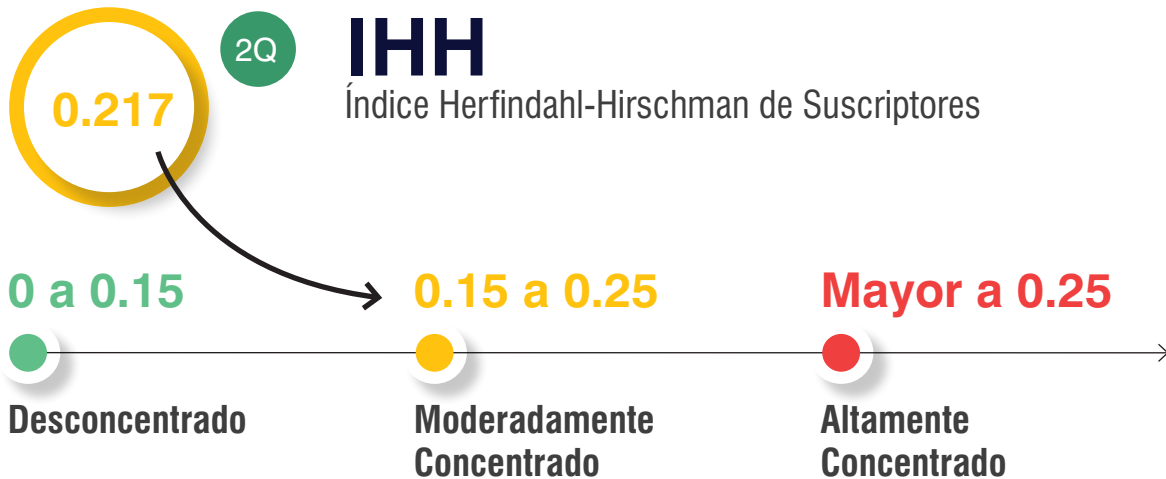 0.217
2Q
IHH
Índice Herfindahl-Hirschman de Suscriptores
0 a 0.15
0.15 a 0.25
Mayor a 0.25
Desconcentrado
Moderadamente
Concentrado
Altamente
Concentrado